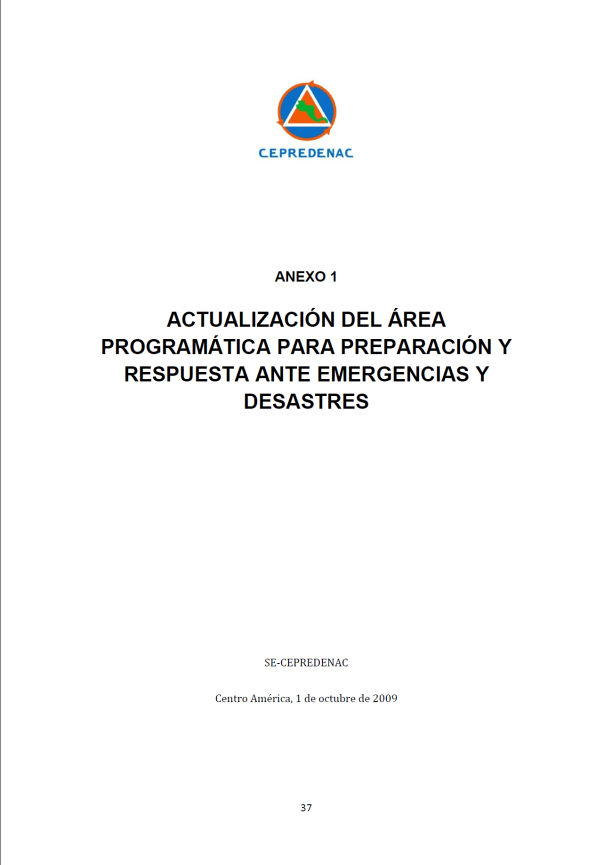 CEPREDENAC
ANEXO 1
ACTUALIZACIÓN DEL ÁREA
PROGRAMÁTICA PARA PREPARACIÓN Y
RESPUESTA ANTE EMERGENCIAS Y
DESASTRES
SE-CEPREDENAC
Centro América, 1 de octubre de 2009
37